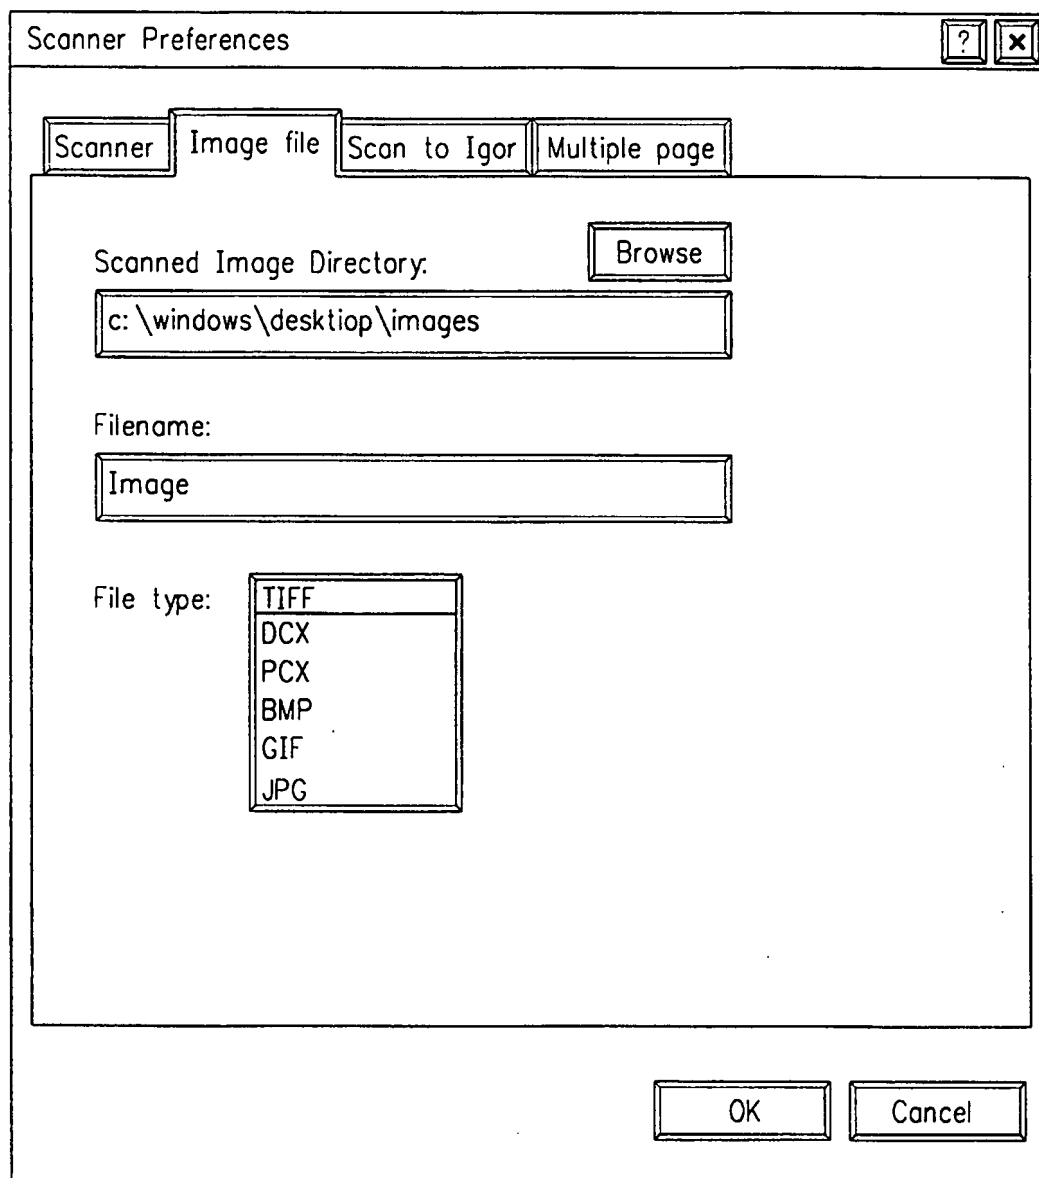 Scanner Preferences ? ×
Scanner Image file Scan to Igor Multiple page
Scanned Image Directory: Browse
c: \windows\desktiop\images
Filename:
Image
File type: TIFF
DCX
PCX
BMP
GIF
JPG
OK Cancel